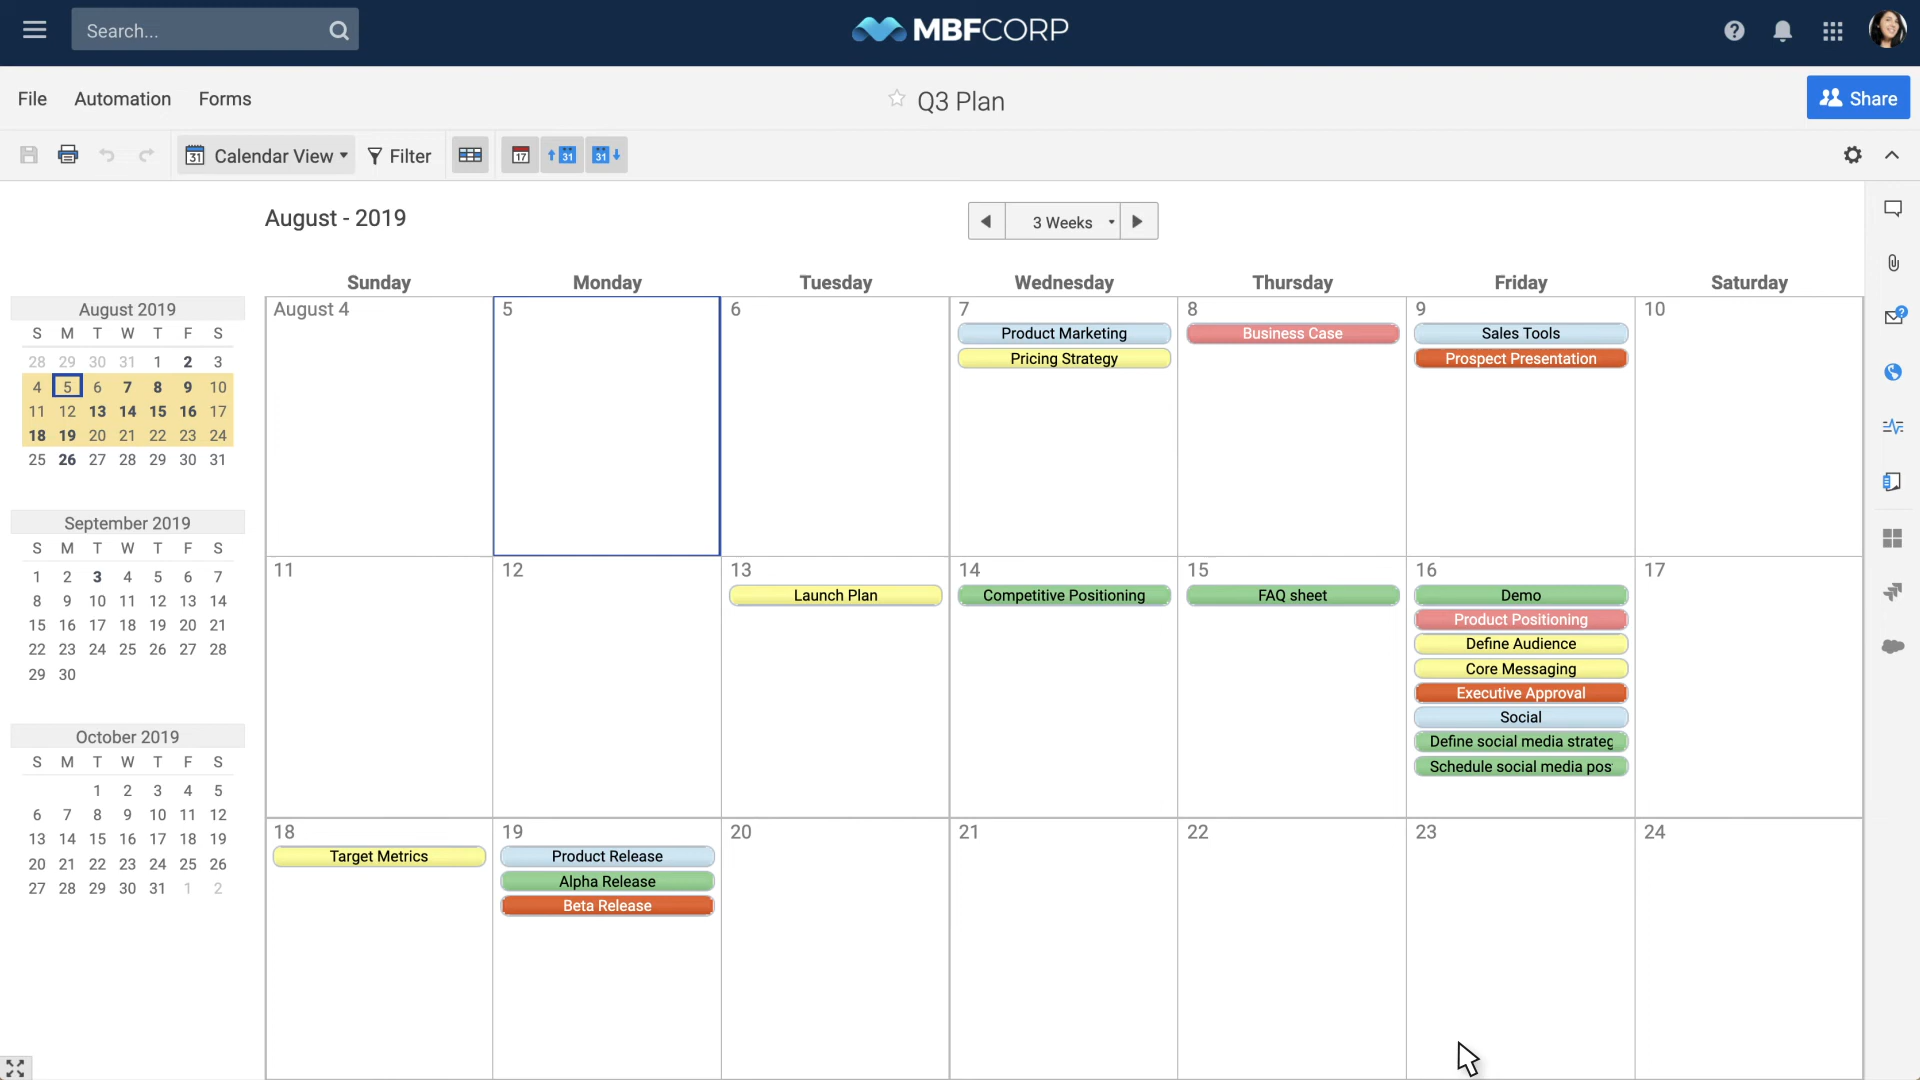 Search...
MBFCORP
File Automation Forms
Q3 Plan
Share
31 Calendar View Filter 17 31 31
August - 2019
3 Weeks
Sunday Monday Tuesday Wednesday Thursday Friday Saturday
August 2019
S M T W T F S
28 29 30 31 1 2 3
4 5 6 7 8 9 10
11 12 13 14 15 16 17
18 19 20 21 22 23 24
25 26 27 28 29 30 31
September 2019
S M T W T F S
1 2 3 4 5 6 7
8 9 10 11 12 13 14
15 16 17 18 19 20 21
22 23 24 25 26 27 28
29 30
October 2019
S M T W T F S
1 2 3 4 5
6 7 8 9 10 11 12
13 14 15 16 17 18 19
20 21 22 23 24 25 26
27 28 29 30 31 1 2
August 4
5
6
7
Product Marketing
Pricing Strategy
8
Business Case
9
Sales Tools
Prospect Presentation
10
11
12
13
Launch Plan
14
Competitive Positioning
15
FAQ sheet
16
Demo
Product Positioning
Define Audience
Core Messaging
Executive Approval
Social
Define social media strateg
Schedule social media pos
17
18
Target Metrics
19
Product Release
Alpha Release
Beta Release
20
21
22
23
24